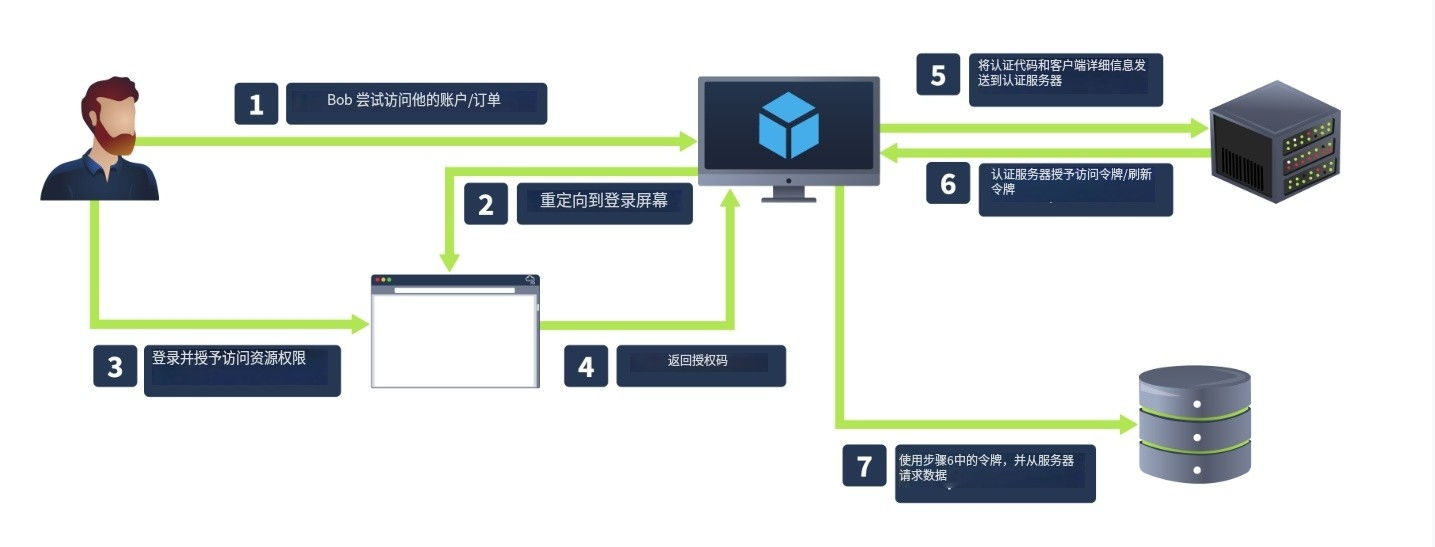 1
Bob 尝试访问他的账户/订单
2
重定向到登录屏幕
3
登录并授予访问资源权限
4
返回授权码
5
将认证代码和客户端详细信息发
送到认证服务器
6
认证服务器授予访问令牌/刷新
令牌
7
使用步骤6中的令牌，并从服务器
请求数据